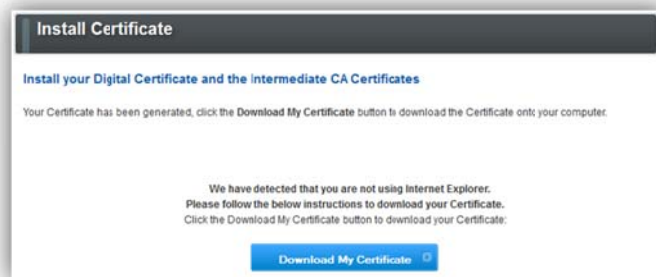 Install Certificate
Install your Digital Certificate and the Intermediate CA Certificates
Your Certificate has been generated, click the Download My Certificate button to download the Certificate onto your computer.
We have detected that you are not using Internet Explorer.
Please follow the below instructions to download your Certificate.
Click the Download My Certificate button to download your Certificate:
Download My Certificate